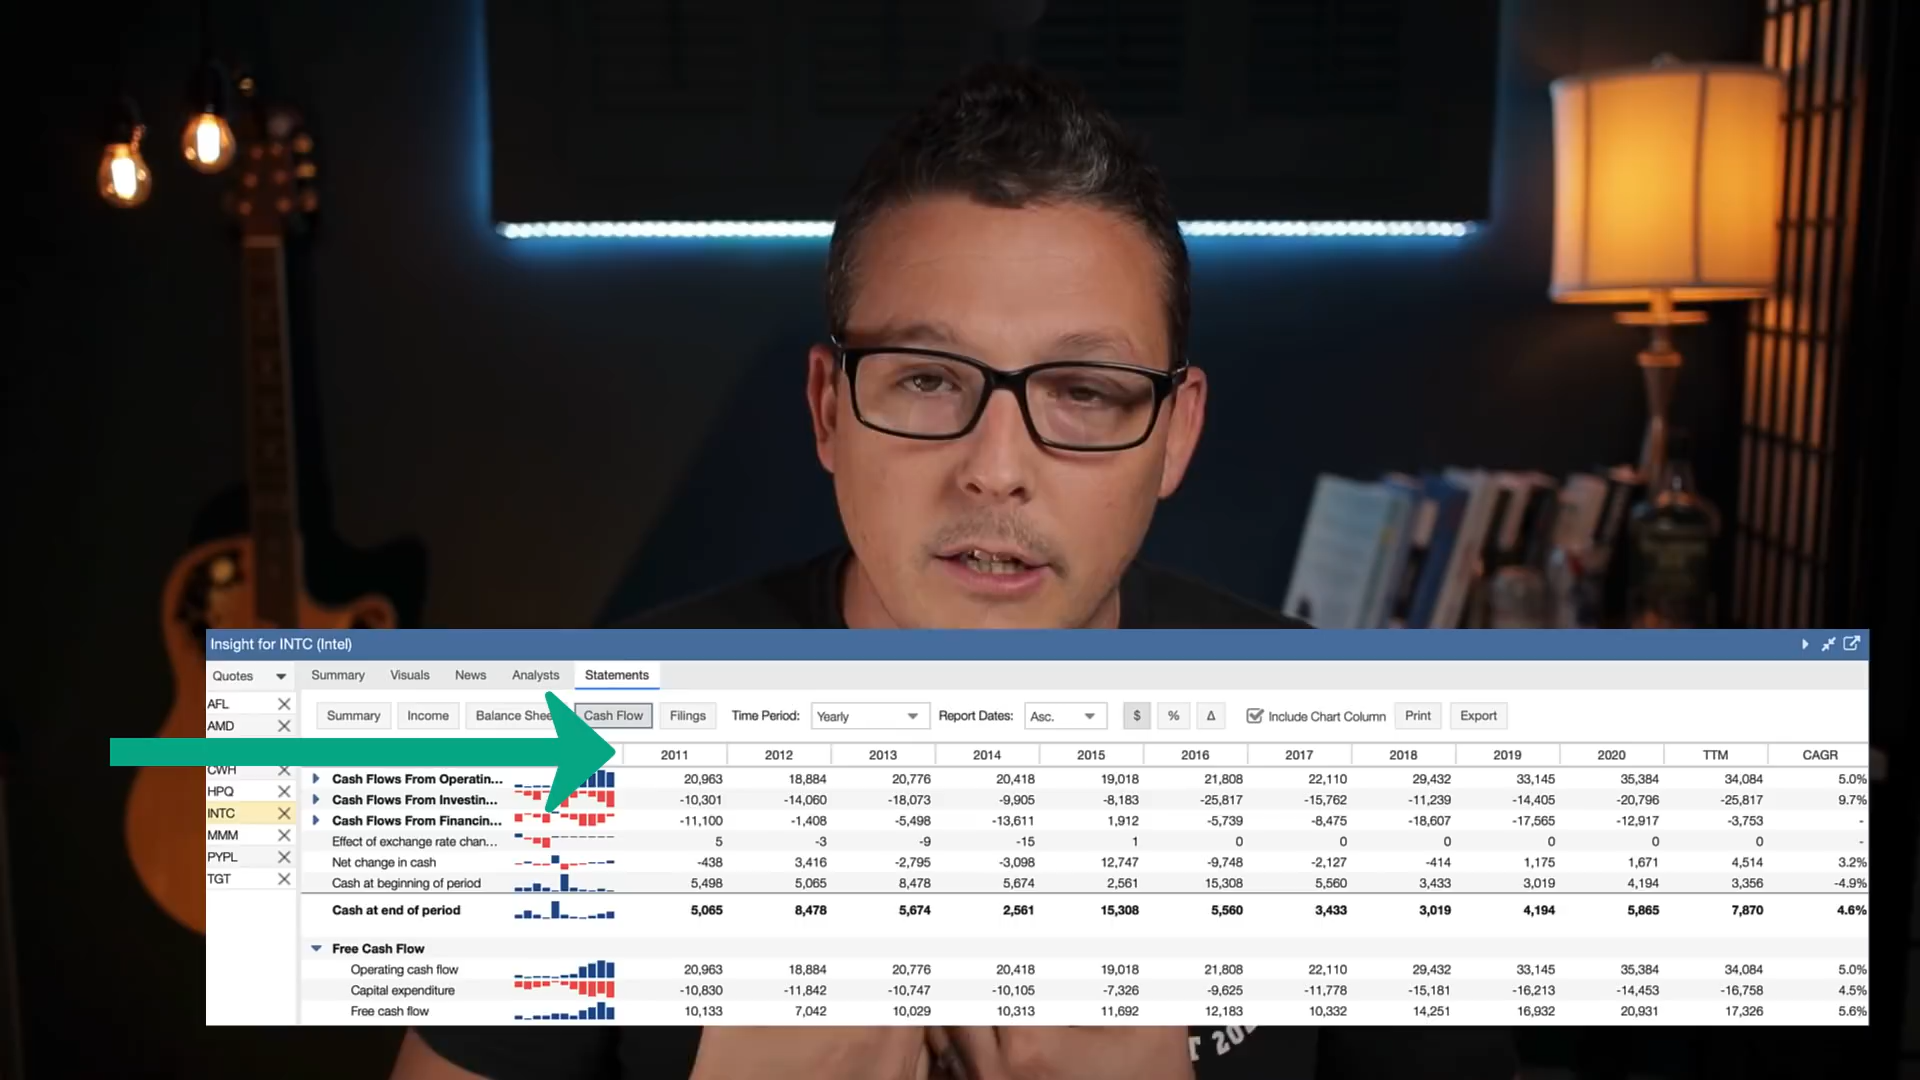 Insight for INTC (Intel)
Quotes Summary Visuals News Analysts Statements
AFL
AMD
CWH
HPQ
INTC
MMM
PYPL
TGT
Summary Income Balance Shee Cash Flow Filings Time Period: Yearly Report Dates: Asc. $ % Δ Include Chart Column Print Export
2011 2012 2013 2014 2015 2016 2017 2018 2019 2020 TTM CAGR
Cash Flows From Operatin... 20,963 18,884 20,776 20,418 19,018 21,808 22,110 29,432 33,145 35,384 34,084 5.0%
Cash Flows From Investin... -10,301 -14,060 -18,073 -9,905 -8,183 -25,817 -15,762 -11,239 -14,405 -20,796 -25,817 9.7%
Cash Flows From Financin... -11,100 -1,408 -5,498 -13,611 1,912 -5,739 -8,475 -18,607 -17,565 -12,917 -3,753 -
Effect of exchange rate chan... 5 -3 -9 -15 1 0 0 0 0 0 0 -
Net change in cash -438 3,416 -2,795 -3,098 12,747 -9,748 -2,127 -414 1,175 1,671 4,514 3.2%
Cash at beginning of period 5,498 5,065 8,478 5,674 2,561 15,308 5,560 3,433 3,019 4,194 3,356 -4.9%
Cash at end of period 5,065 8,478 5,674 2,561 15,308 5,560 3,433 3,019 4,194 5,865 7,870 4.6%
Free Cash Flow
Operating cash flow 20,963 18,884 20,776 20,418 19,018 21,808 22,110 29,432 33,145 35,384 34,084 5.0%
Capital expenditure -10,830 -11,842 -10,747 -10,105 -7,326 -9,625 -11,778 -15,181 -16,213 -14,453 -16,758 4.5%
Free cash flow 10,133 7,042 10,029 10,313 11,692 12,183 10,332 14,251 16,932 20,931 17,326 5.6%